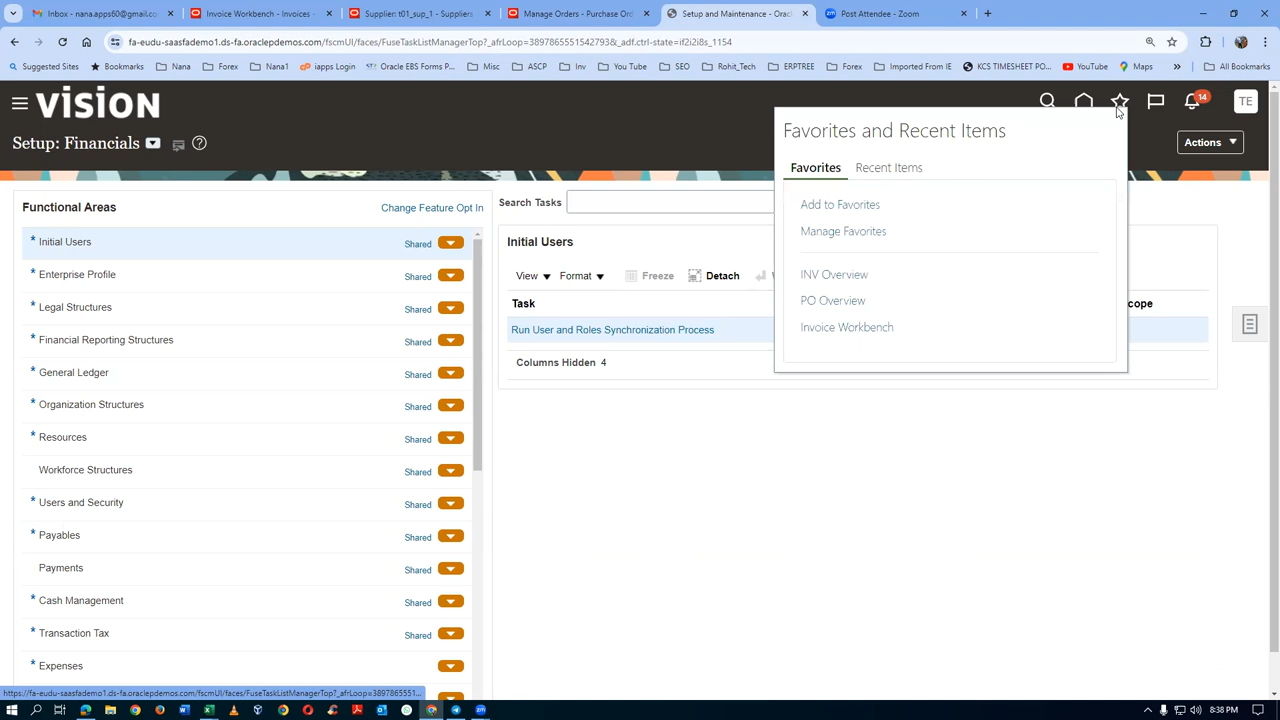 nana.apps60@gmail.co
Invoice Workbench - Invoices -
Supplier: t01_sup_1 - Suppliers
Manage Orders - Purchase Ord
Setup and Maintenance - Orac
Post Attendee - Zoom
fa-eudu-saasfademo1.ds-fa.oraclepdemos.com/fscmUI/faces/FuseTaskListManagerTop?_afrLoop=3897865551542793&_adf.ctrl-state=if2i2i8s_1154
Suggested Sites
Bookmarks
Nana
Forex
Nana1
iapps Login
Oracle EBS Forms P...
Misc
ASCP
Inv
You Tube
SEO
Rohit_Tech
ERPTREE
Forex
Imported From IE
KCS TIMESHEET PO...
YouTube
Maps
All Bookmarks
VISION
14
TE
Setup: Financials
Actions
Favorites and Recent Items
Favorites
Recent Items
Add to Favorites
Manage Favorites
INV Overview
PO Overview
Invoice Workbench
Functional Areas
Change Feature Opt In
* Initial Users Shared
* Enterprise Profile Shared
* Legal Structures Shared
* Financial Reporting Structures Shared
* General Ledger Shared
* Organization Structures Shared
* Resources Shared
Workforce Structures Shared
* Users and Security Shared
* Payables Shared
Payments Shared
* Cash Management Shared
* Transaction Tax Shared
* Expenses
Search Tasks
Initial Users
View
Format
Freeze
Detach
Task
cope
Run User and Roles Synchronization Process
Columns Hidden 4
https://fa-eudu-saasfademo1.ds-fa.oraclepdemos.com/fscmUI/faces/FuseTaskListManagerTop?_afrLoop=3897865551...
8:38 PM